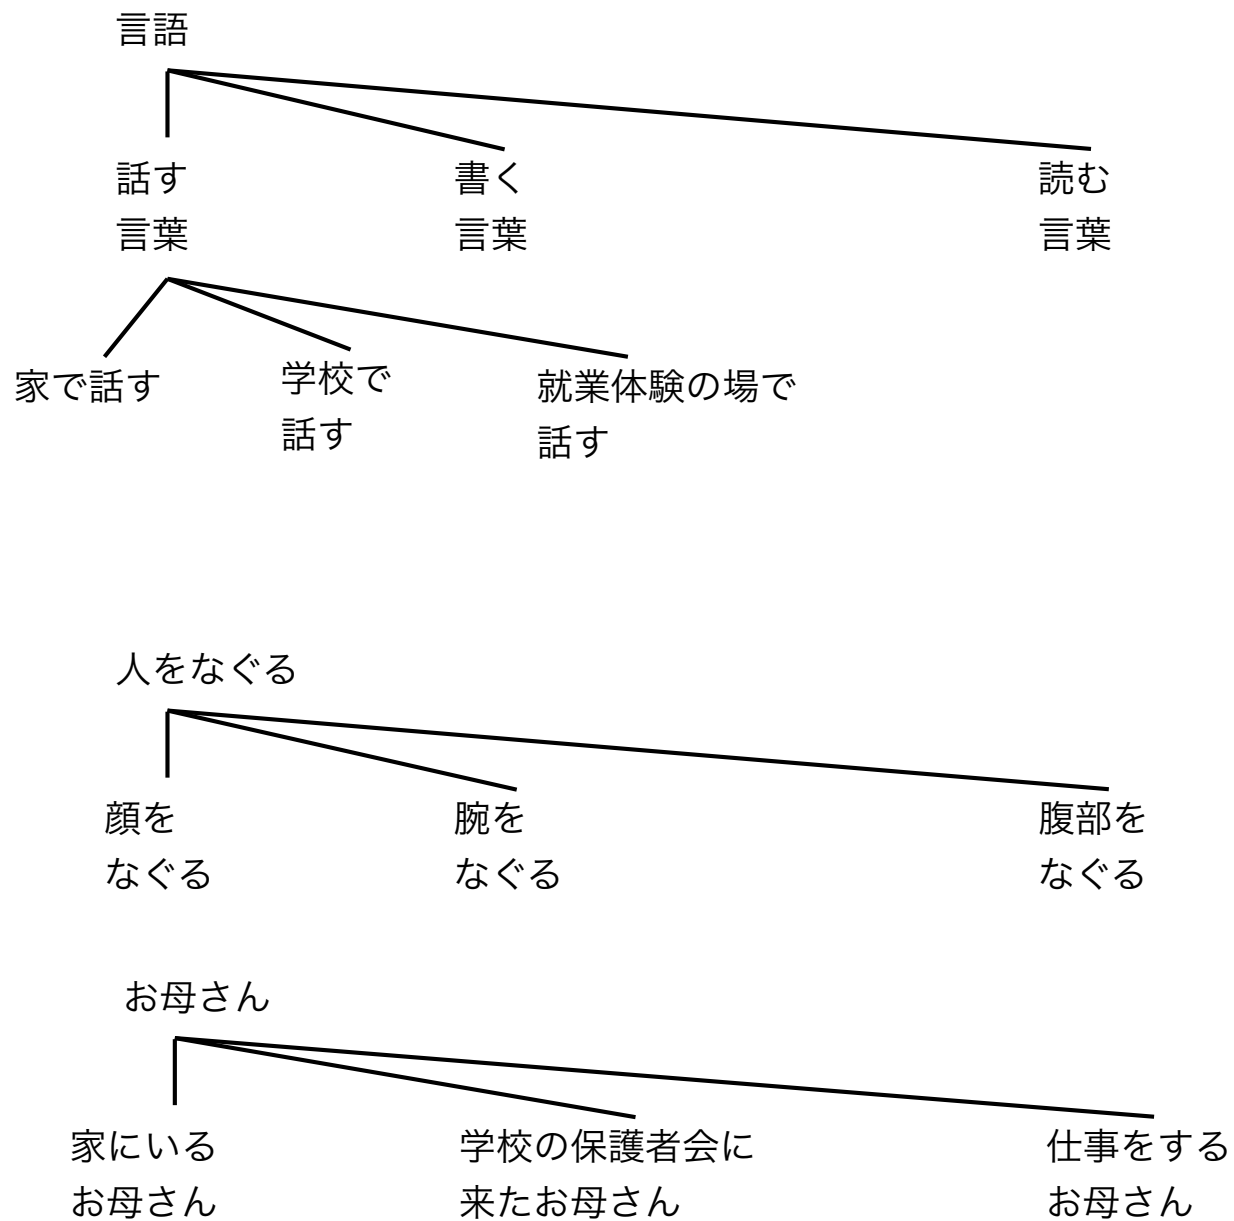 言語
話す
言葉
書く
言葉
読む
言葉
家で話す
学校で
話す
就業体験の場で
話す
人をなぐる
顔を
なぐる
腕を
なぐる
腹部を
なぐる
お母さん
家にいる
お母さん
学校の保護者会に
来たお母さん
仕事をする
お母さん